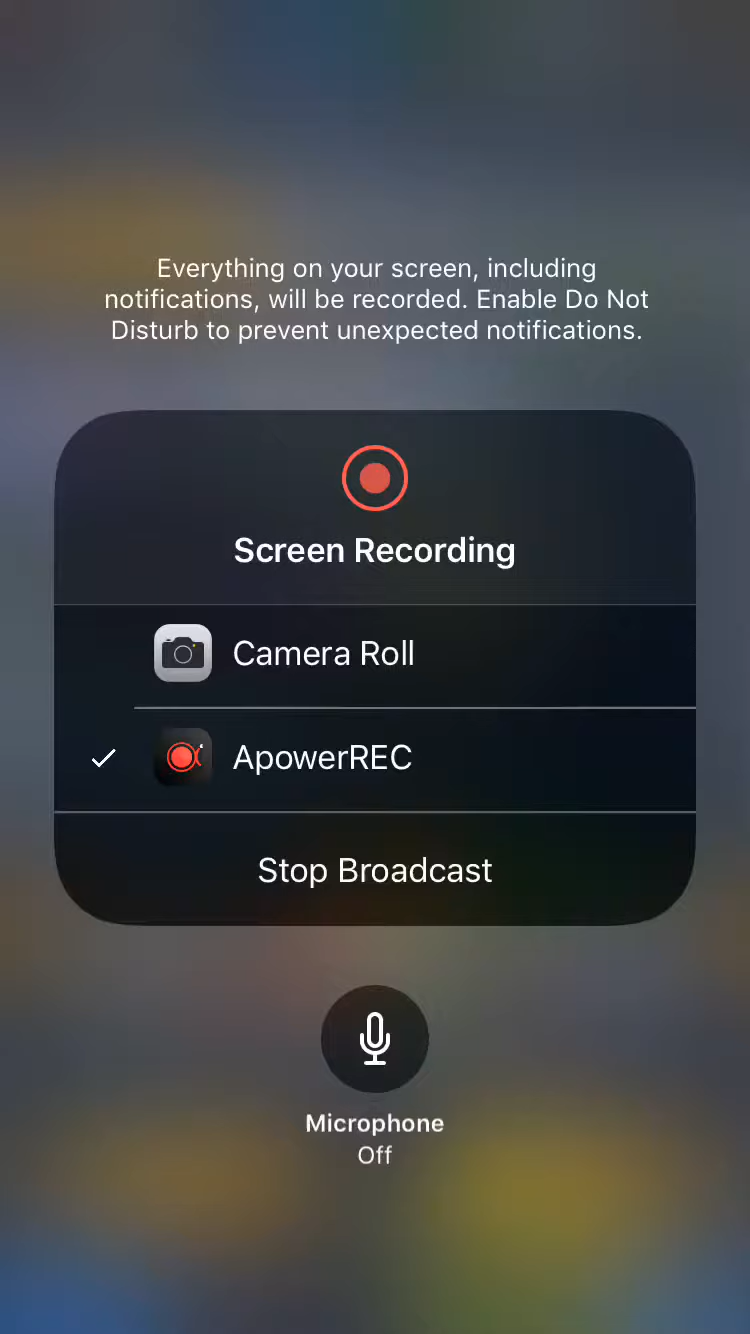 Everything on your screen, including
notifications, will be recorded. Enable Do Not
Disturb to prevent unexpected notifications.
Screen Recording
Camera Roll
ApowerREC
Stop Broadcast
Microphone
Off